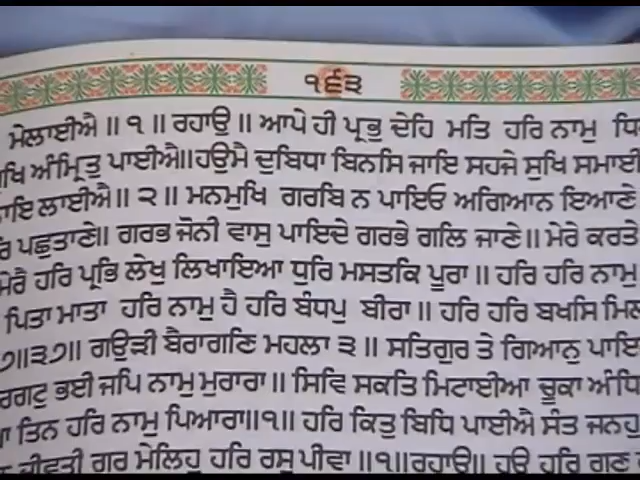 ੧੬੩
ਮੇਲਾਈਐ ॥ ੧ ॥ ਰਹਾਉ ॥ ਆਪੇ ਹੀ ਪ੍ਰਭੁ ਦੇਹਿ ਮਤਿ ਹਰਿ ਨਾਮੁ
ਅੰਮ੍ਰਿਤੁ ਪਾਈਐ॥ਹਉਮੈ ਦੁਬਿਧਾ ਬਿਨਸਿ ਜਾਇ ਸਹਜੇ ਸੁਖਿ ਸਮਾਈ
ਲਾਈਐ॥ ੨ ॥ ਮਨਮੁਖਿ ਗਰਬਿ ਨ ਪਾਇਓ ਅਗਿਆਨ ਇਆਣੇ
ਪਛੁਤਾਣੇ॥ ਗਰਭ ਜੋਨੀ ਵਾਸੁ ਪਾਇਦੇ ਗਰਭੇ ਗਲਿ ਜਾਣੇ॥ ਮੇਰੇ ਕਰਤੇ
ਮੇਰੈ ਹਰਿ ਪ੍ਰਭਿ ਲੇਖੁ ਲਿਖਾਇਆ ਧੁਰਿ ਮਸਤਕਿ ਪੂਰਾ ॥ ਹਰਿ ਹਰਿ ਨਾਮੁ
ਪਿਤਾ ਮਾਤਾ ਹਰਿ ਨਾਮੁ ਹੈ ਹਰਿ ਬੰਧਪੁ ਬੀਰਾ ॥ ਹਰਿ ਹਰਿ ਬਖਸਿ
੭॥੩੭॥ ਗਉੜੀ ਬੈਰਾਗਣਿ ਮਹਲਾ ੩ ॥ ਸਤਿਗੁਰ ਤੇ ਗਿਆਨੁ ਪਾਇ
ਭਈ ਜਪਿ ਨਾਮੁ ਮੁਰਾਰਾ ॥ ਸਿਵਿ ਸਕਤਿ ਮਿਟਾਈਆ ਚੂਕਾ
ਤਿਨ ਹਰਿ ਨਾਮੁ ਪਿਆਰਾ॥੧॥ ਹਰਿ ਕਿਤੁ ਬਿਧਿ ਪਾਈਐ ਸੰਤ ਜਨਹੁ
ਜੀਵਤੀ ਗੁਰ ਮੇਲਿਹੁ ਹਰਿ ਰਸੁ ਪੀਵਾ ॥੧॥ਰਹਾਉ॥ ਹਉ ਹਰਿ ਗੁਣ